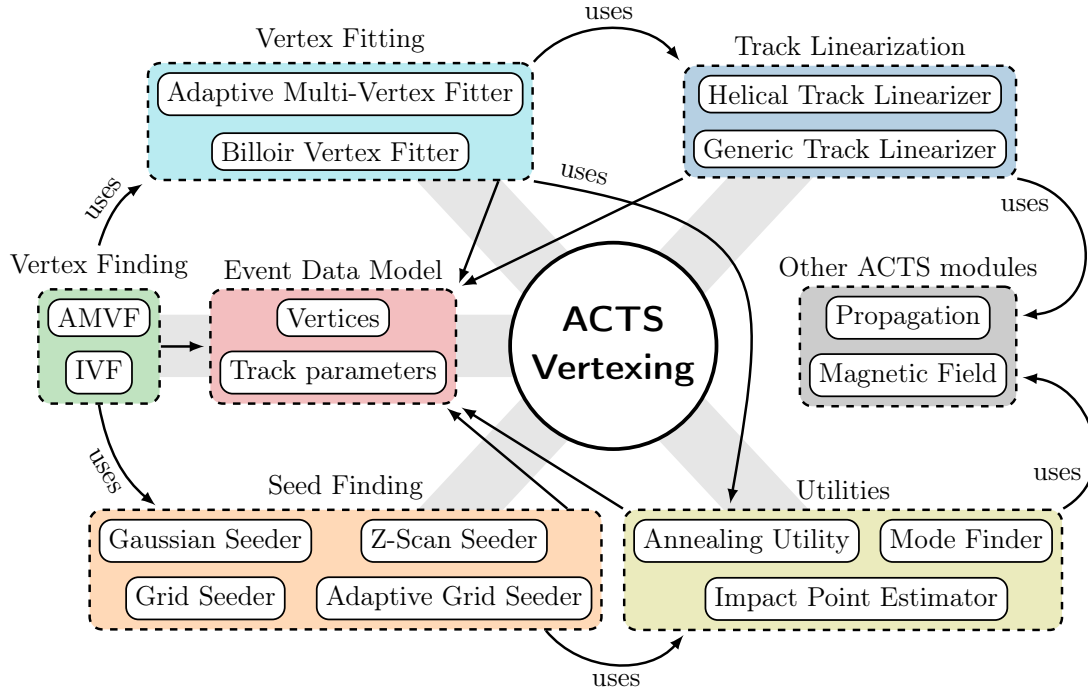 uses
Vertex Fitting
Track Linearization
Adaptive Multi-Vertex Fitter
Helical Track Linearizer
Billoir Vertex Fitter
Generic Track Linearizer
uses
uses
uses
Vertex Finding
Event Data Model
Other ACTS modules
AMVF
Vertices
ACTS
Vertexing
Propagation
IVF
Track parameters
Magnetic Field
uses
uses
Seed Finding
Utilities
Gaussian Seeder
Z-Scan Seeder
Annealing Utility
Mode Finder
Grid Seeder
Adaptive Grid Seeder
Impact Point Estimator
uses